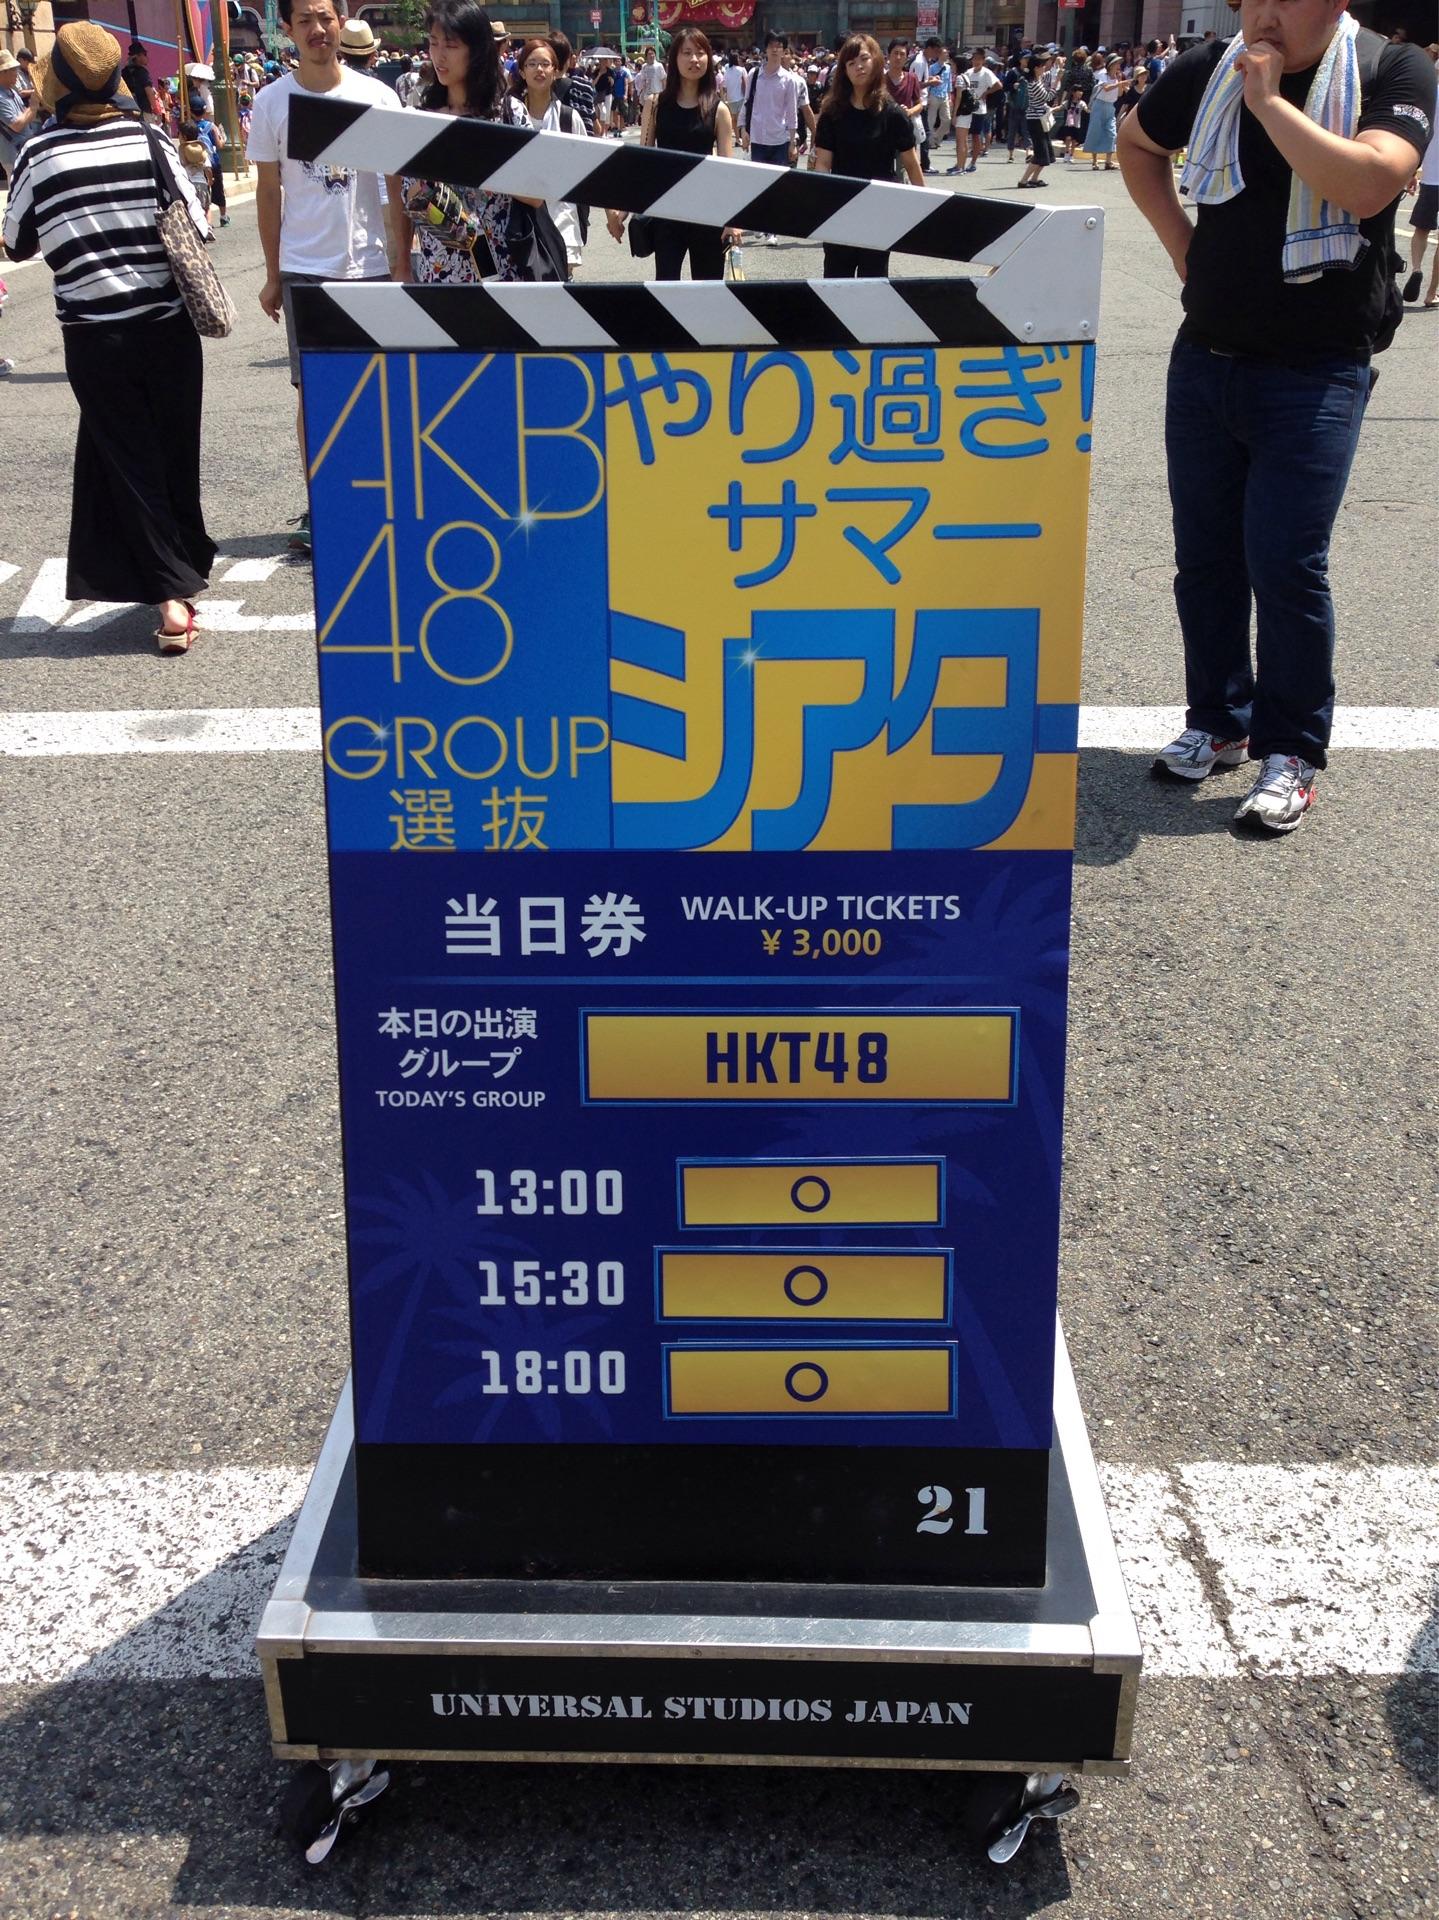 AKB
48
GROUP
選抜
やり過ぎ!
サマー
シアター
当日券 WALK-UP TICKETS
¥ 3,000
本日の出演
グループ
TODAY'S GROUP
HKT48
13:00 ○
15:30 ○
18:00 ○
21
UNIVERSAL STUDIOS JAPAN